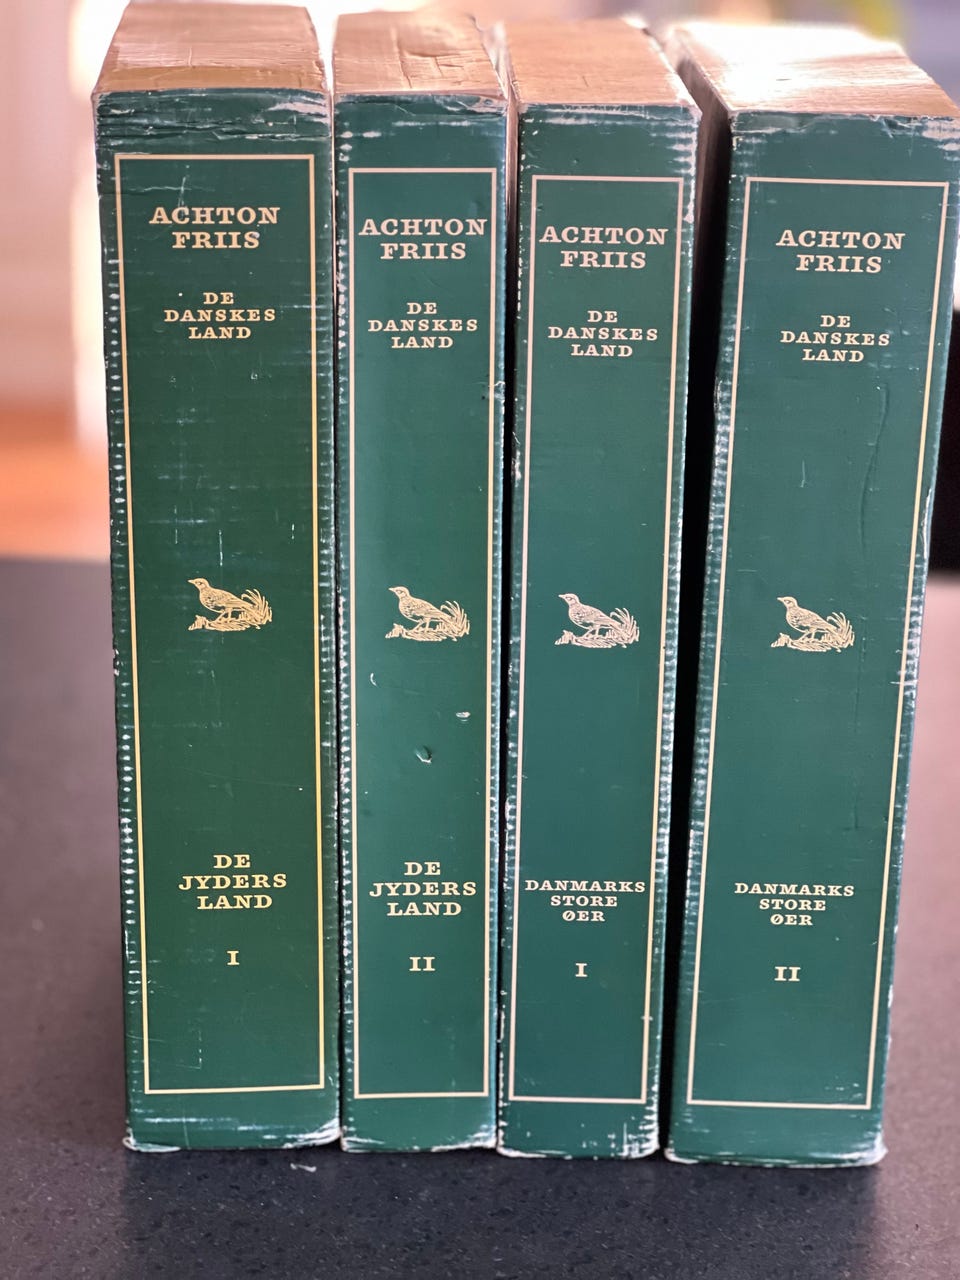 ACHTON
FRIIS
DE
DANSKES
LAND
DE
JYDERS
LAND
I
ACHTON
FRIIS
DE
DANSKES
LAND
DE
JYDERS
LAND
II
ACHTON
FRIIS
DE
DANSKES
LAND
DANMARKS
STORE
ØER
I
ACHTON
FRIIS
DE
DANSKES
LAND
DANMARKS
STORE
ØER
II